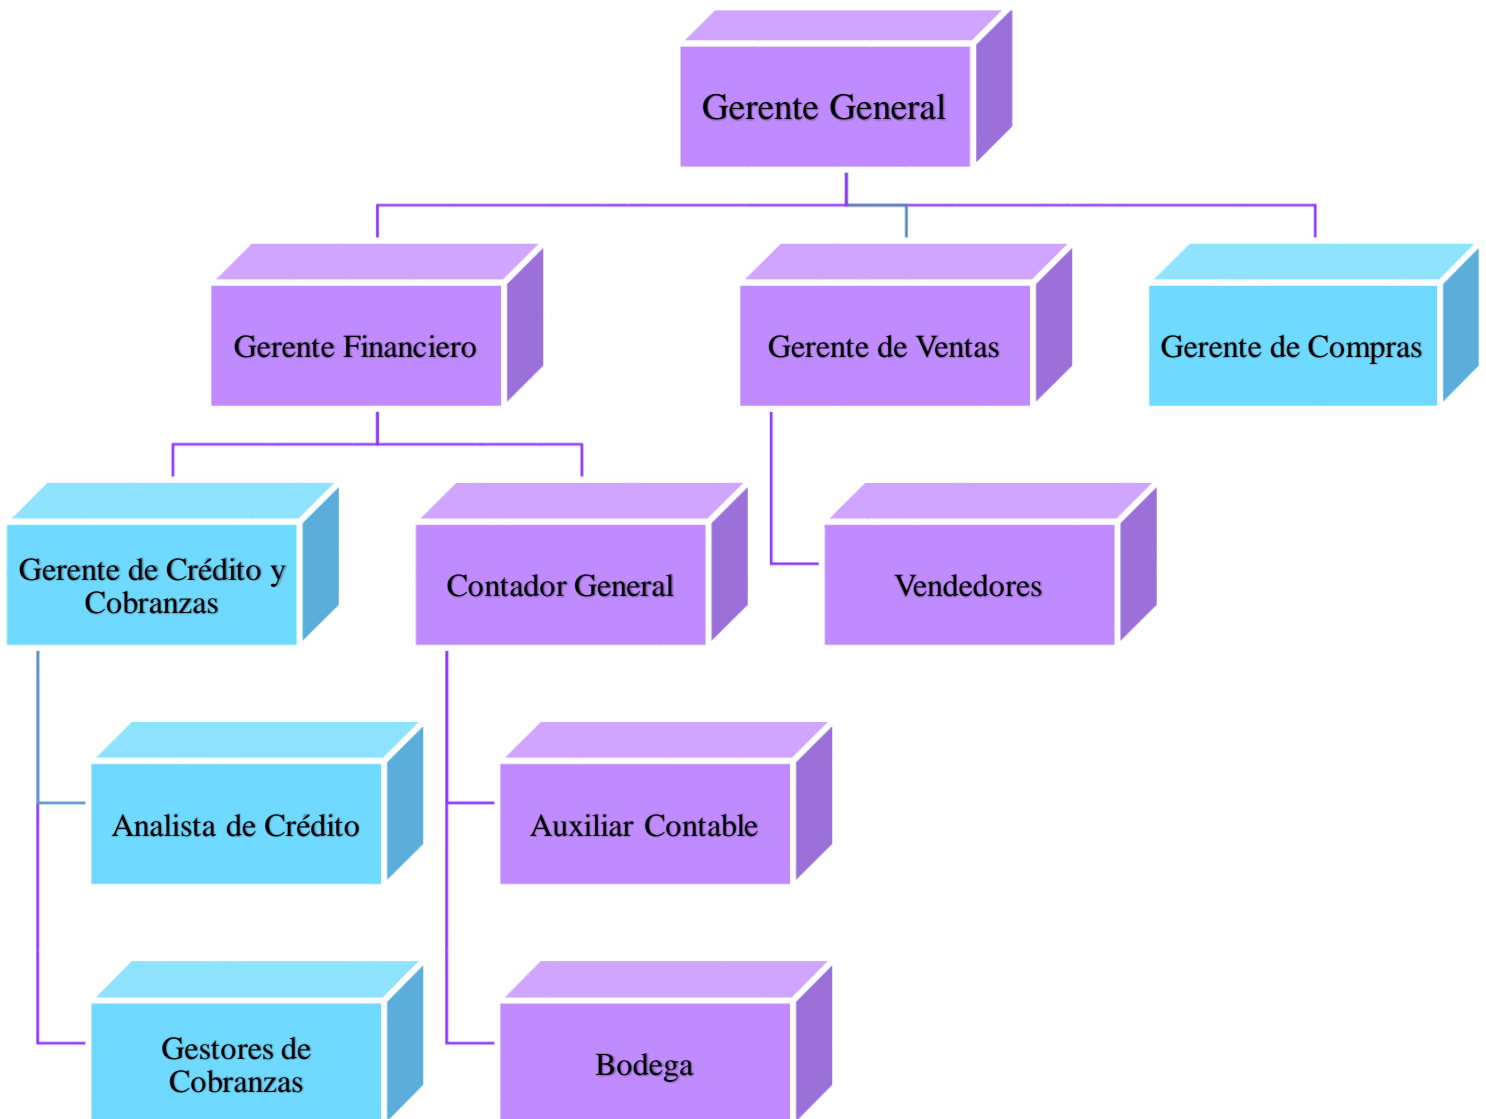 Gerente General
Gerente Financiero
Gerente de Ventas
Gerente de Compras
Gerente de Crédito y
Cobranzas
Contador General
Vendedores
Analista de Crédito
Auxiliar Contable
Gestores de
Cobranzas
Bodega